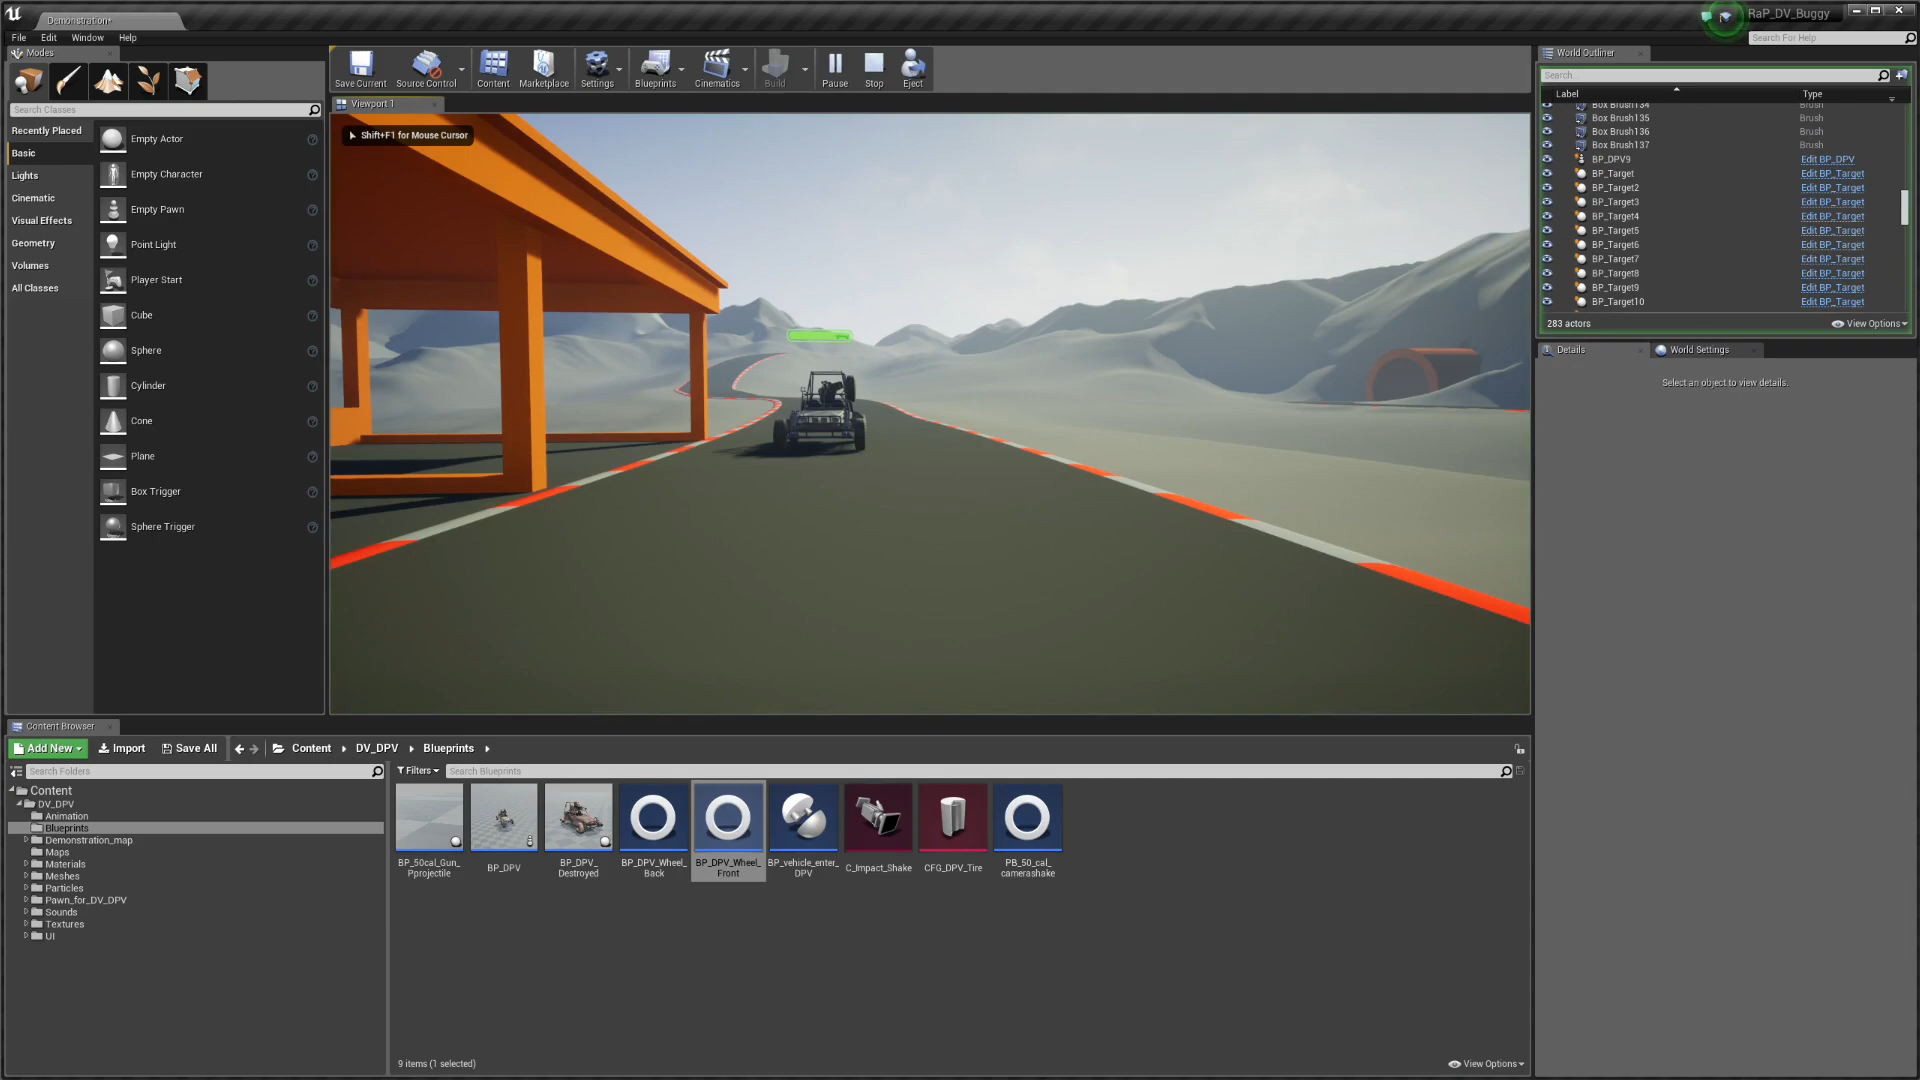 Demonstration*
RaP_DV_Buggy
File Edit Window Help
Search For Help
Modes
Search Classes
Recently Placed
Basic
Lights
Cinematic
Visual Effects
Geometry
Volumes
All Classes
Empty Actor
Empty Character
Empty Pawn
Point Light
Player Start
Cube
Sphere
Cylinder
Cone
Plane
Box Trigger
Sphere Trigger
Save Current Source Control Content Marketplace Settings Blueprints Cinematics Build Pause Stop Eject
Viewport 1
Shift+F1 for Mouse Cursor
World Outliner
Search...
Label Type
Box Brush134 Brush
Box Brush135 Brush
Box Brush136 Brush
Box Brush137 Brush
BP_DPV9 Edit BP_DPV
BP_Target Edit BP_Target
BP_Target2 Edit BP_Target
BP_Target3 Edit BP_Target
BP_Target4 Edit BP_Target
BP_Target5 Edit BP_Target
BP_Target6 Edit BP_Target
BP_Target7 Edit BP_Target
BP_Target8 Edit BP_Target
BP_Target9 Edit BP_Target
BP_Target10 Edit BP_Target
283 actors View Options
Details World Settings
Select an object to view details.
Content Browser
Add New Import Save All Content DV_DPV Blueprints
Search Folders
Filters Search Blueprints
Content
DV_DPV
Animation
Blueprints
Demonstration_map
Maps
Materials
Meshes
Particles
Pawn_for_DV_DPV
Sounds
Textures
UI
BP_50cal_Gun_
Pprojectile
BP_DPV
BP_DPV_
Destroyed
BP_DPV_Wheel_
Back
BP_DPV_Wheel_
Front
BP_vehicle_enter_
DPV
C_Impact_Shake
CFG_DPV_Tire
PB_50_cal_
camerashake
9 items (1 selected) View Options